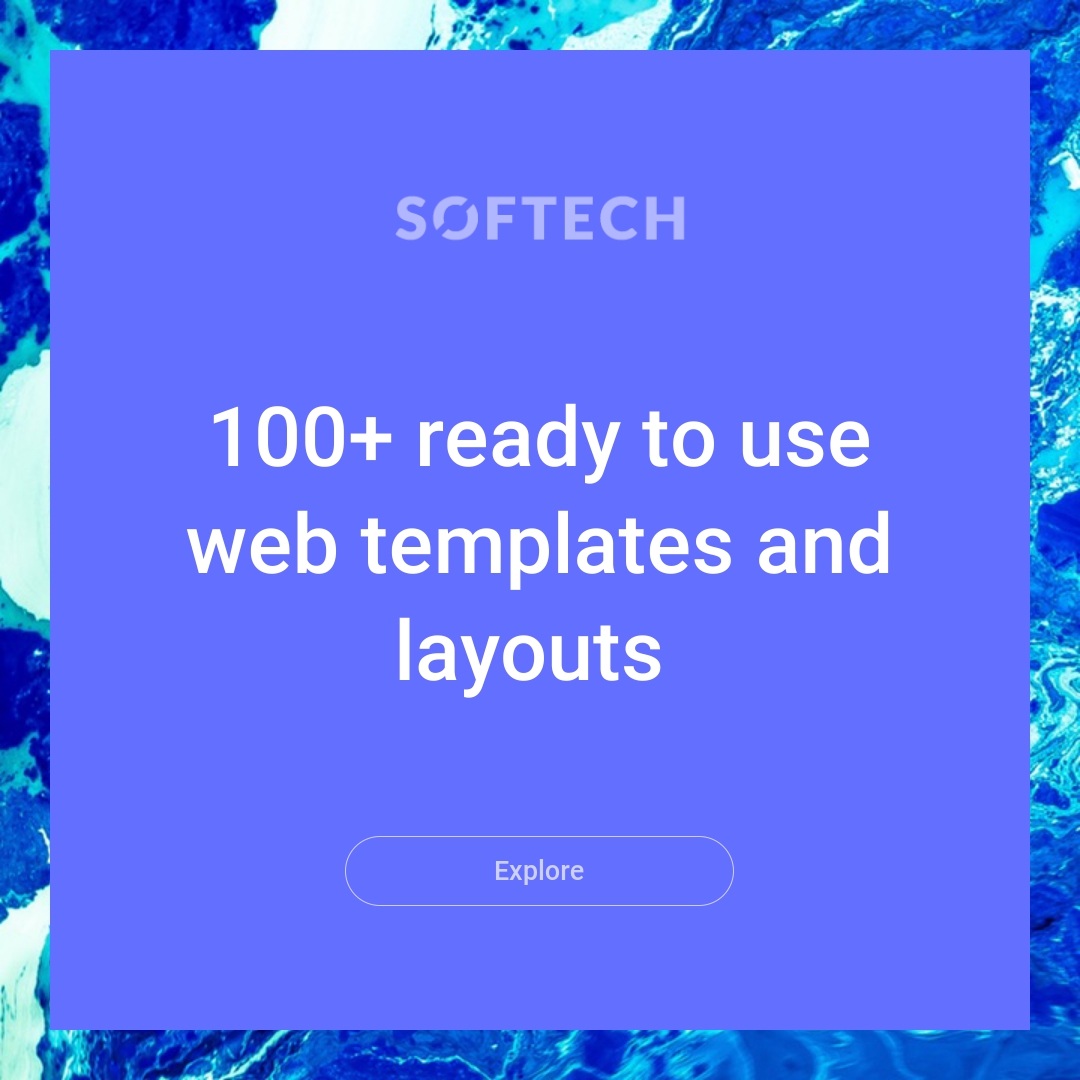 SOFTECH
100+ ready to use
web templates and
layouts
Explore